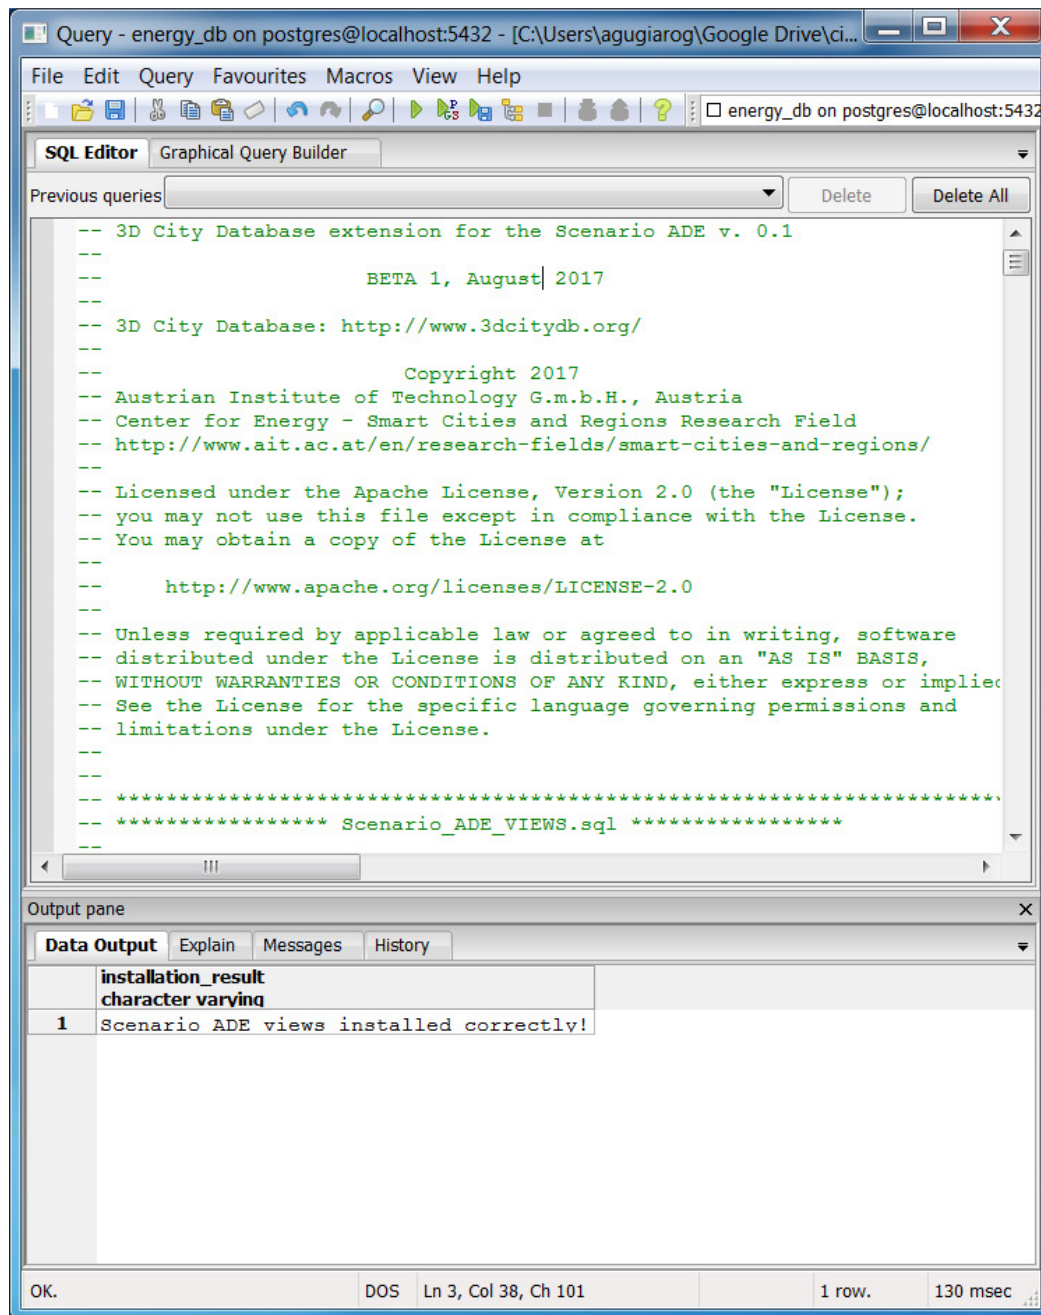 Query - energy_db on postgres@localhost:5432 - [C:\Users\agugiarog\Google Drive\ci...
File Edit Query Favourites Macros View Help
energy_db on postgres@localhost:5432
SQL Editor Graphical Query Builder
Previous queries Delete Delete All
-- 3D City Database extension for the Scenario ADE v. 0.1
--
-- BETA 1, August 2017
--
-- 3D City Database: http://www.3dcitydb.org/
--
-- Copyright 2017
-- Austrian Institute of Technology G.m.b.H., Austria
-- Center for Energy - Smart Cities and Regions Research Field
-- http://www.ait.ac.at/en/research-fields/smart-cities-and-regions/
--
-- Licensed under the Apache License, Version 2.0 (the "License");
-- you may not use this file except in compliance with the License.
-- You may obtain a copy of the License at
--
-- http://www.apache.org/licenses/LICENSE-2.0
--
-- Unless required by applicable law or agreed to in writing, software
-- distributed under the License is distributed on an "AS IS" BASIS,
-- WITHOUT WARRANTIES OR CONDITIONS OF ANY KIND, either express or implied
-- See the License for the specific language governing permissions and
-- limitations under the License.
--
--
-- ***********************************************************************
-- ***************** Scenario_ADE_VIEWS.sql *****************
--
Output pane
Data Output Explain Messages History
installation_result
character varying
1 Scenario ADE views installed correctly!
OK. DOS Ln 3, Col 38, Ch 101 1 row. 130 msec